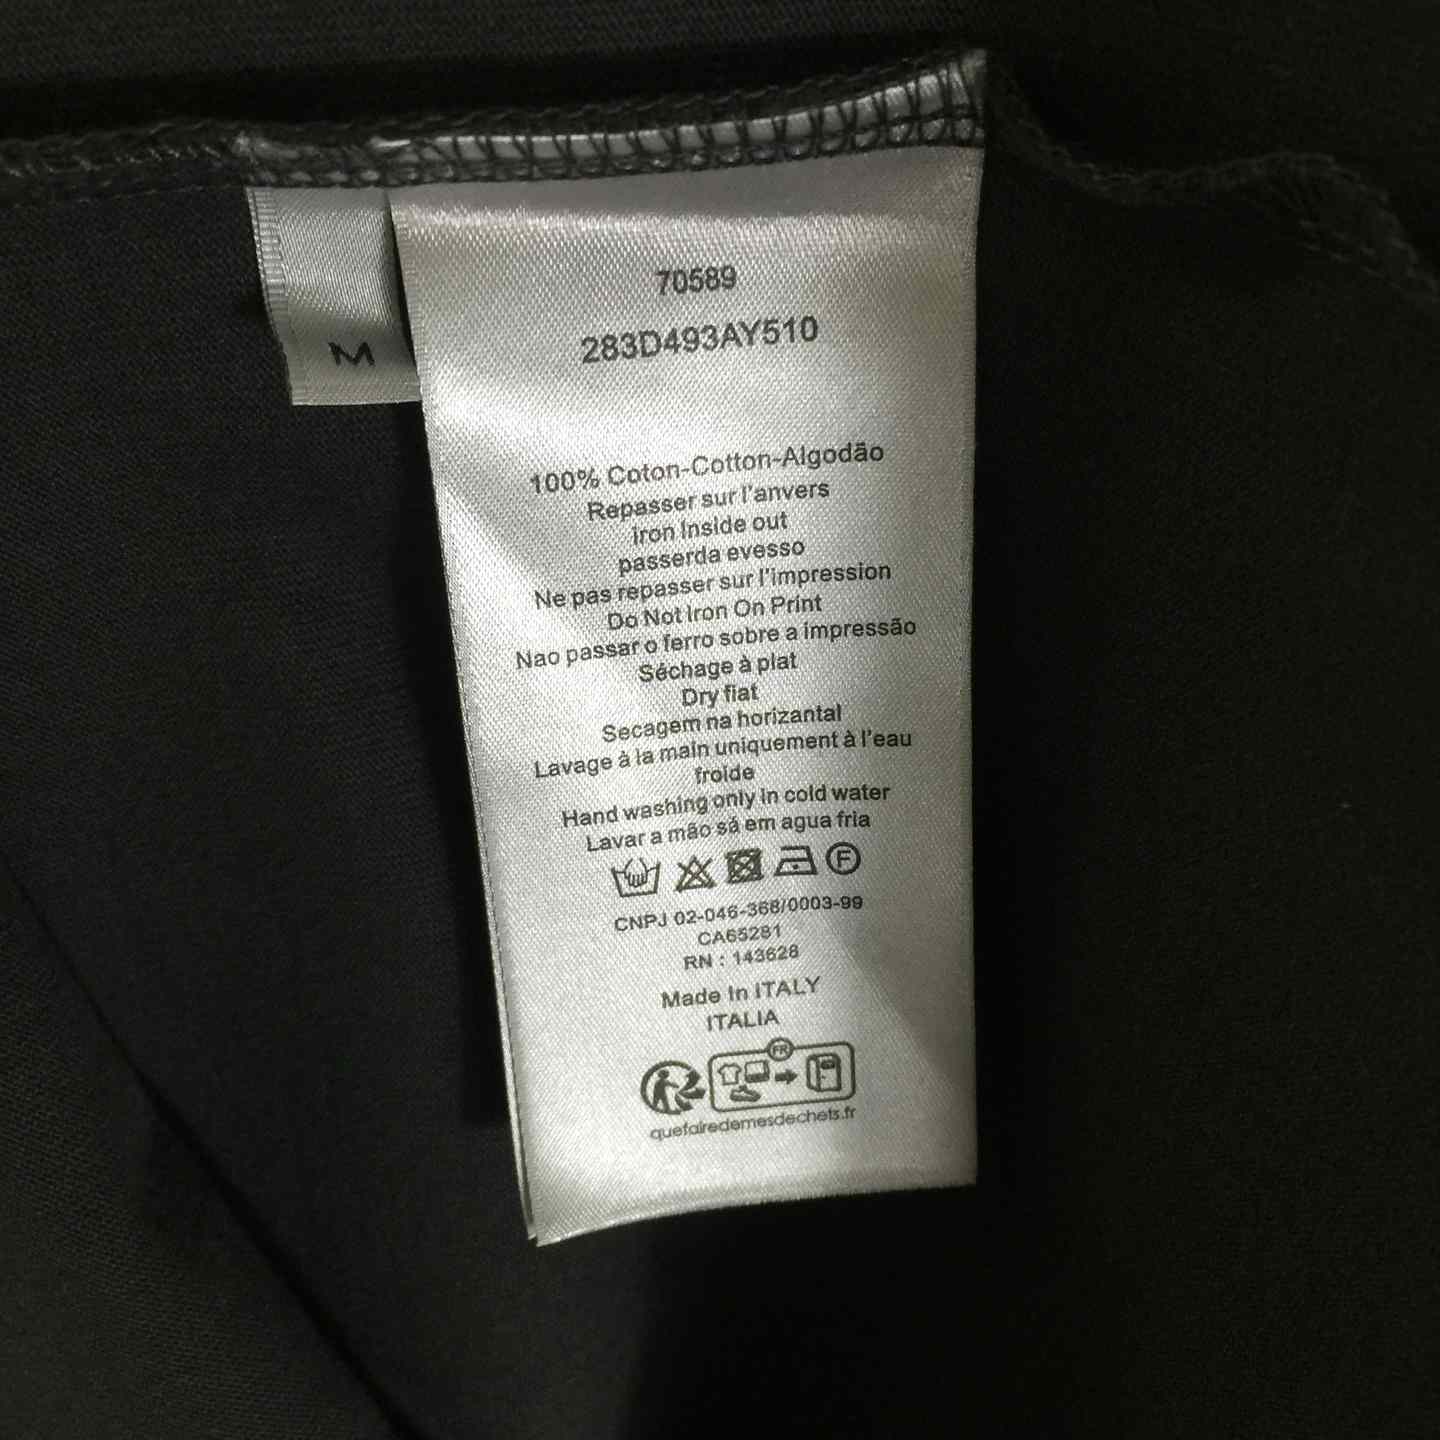 M
70589
283D493AY510
100% Coton-Cotton-Algodão
Repasser sur l'anvers
iron Inside out
passerda evesso
Ne pas repasser sur l'impression
Do Not Iron On Print
Nao passar o ferro sobre a impressão
Séchage à plat
Dry flat
Secagem na horizantal
Lavage à la main uniquement à l'eau
froide
Hand washing only in cold water
Lavar a mão sá em agua fria
F
CNPJ 02-046-368/0003-99
CA65281
RN : 143628
Made In ITALY
ITALIA
FR
quefairedemesdechets.fr